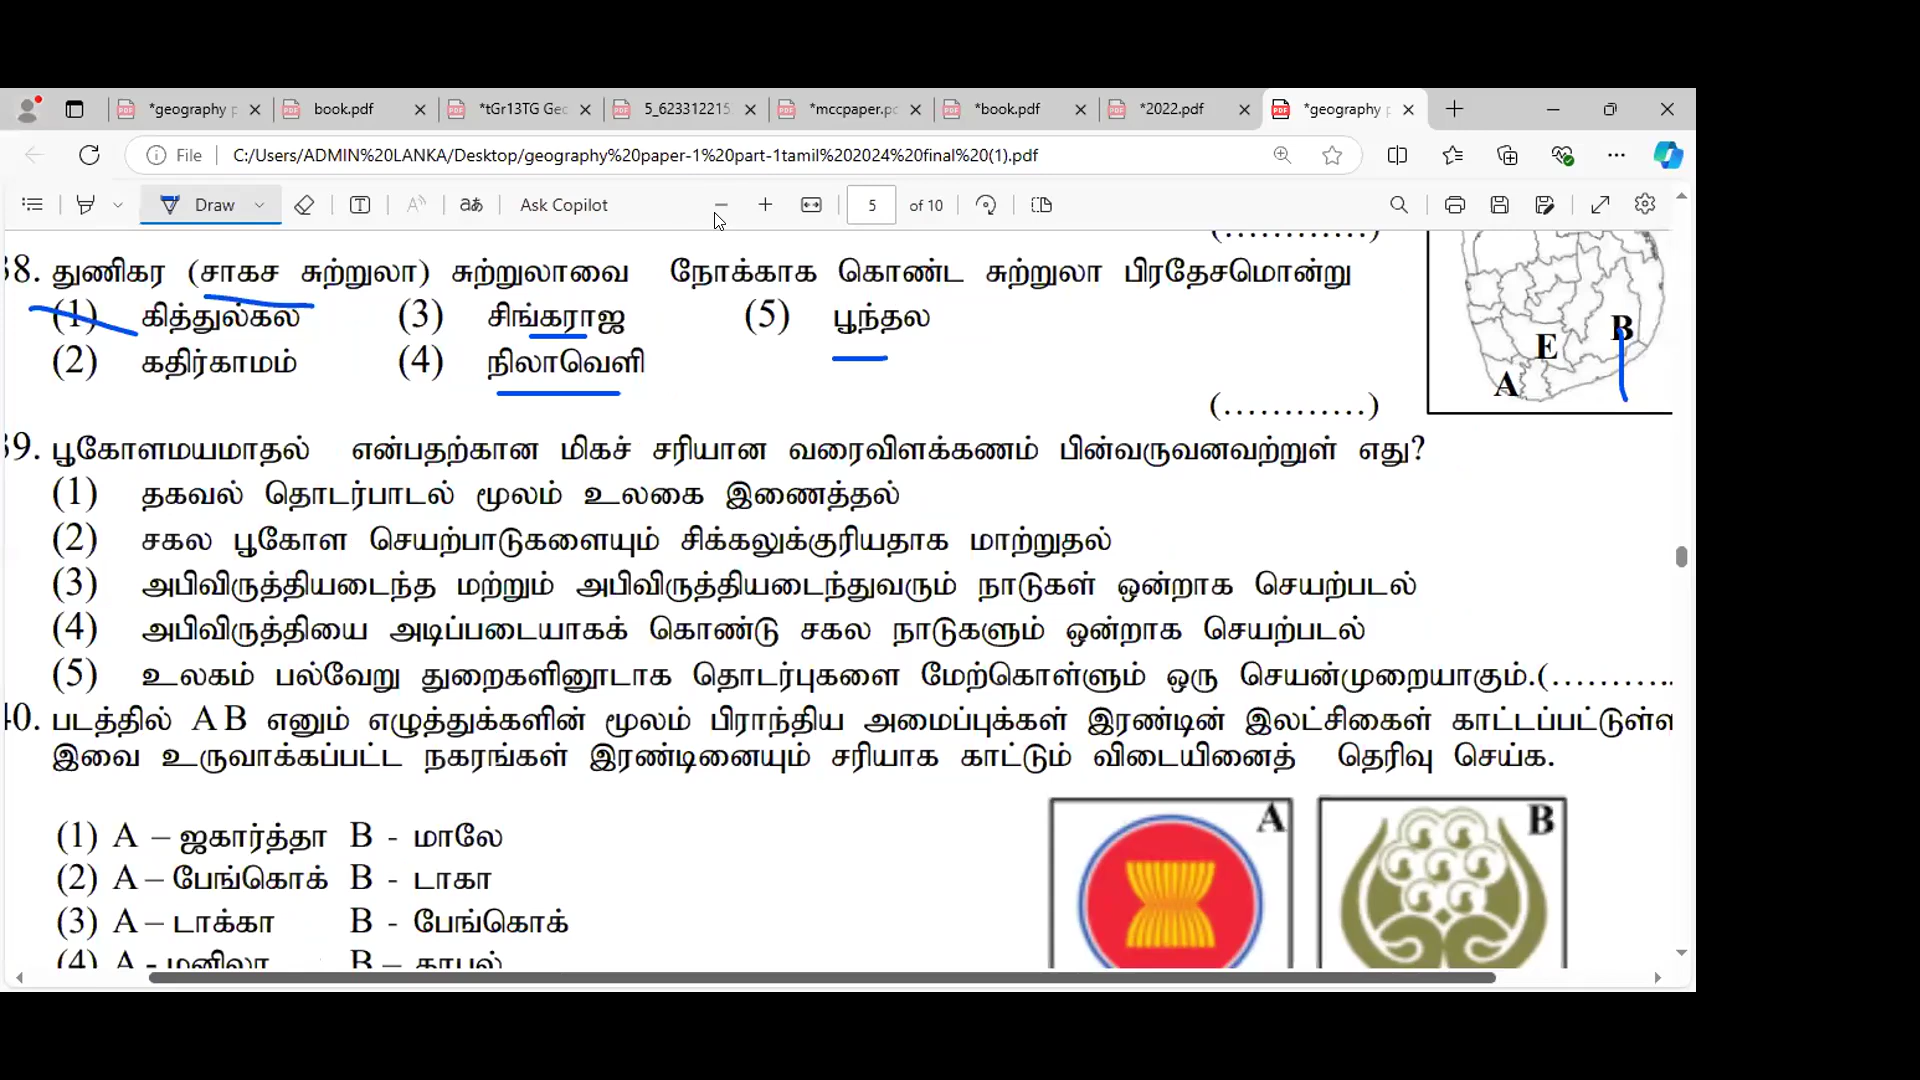 *geography p
book.pdf
*tGr13TG Geo
5_623312215
*mccpaper.pd
*book.pdf
*2022.pdf
*geography p
File
C:/Users/ADMIN%20LANKA/Desktop/geography%20paper-1%20part-1tamil%202024%20final%20(1).pdf
Draw
Ask Copilot
5 of 10
(............)
38. துணிகர (சாகச சுற்றுலா) சுற்றுலாவை நோக்காக கொண்ட சுற்றுலா பிரதேசமொன்று
(1) கித்துல்கல (3) சிங்கராஜ (5) பூந்தல
(2) கதிர்காமம் (4) நிலாவெளி
(............)
B
E
A
39. பூகோளமயமாதல் என்பதற்கான மிகச் சரியான வரைவிளக்கணம் பின்வருவனவற்றுள் எது?
(1) தகவல் தொடர்பாடல் மூலம் உலகை இணைத்தல்
(2) சகல பூகோள செயற்பாடுகளையும் சிக்கலுக்குரியதாக மாற்றுதல்
(3) அபிவிருத்தியடைந்த மற்றும் அபிவிருத்தியடைந்துவரும் நாடுகள் ஒன்றாக செயற்படல்
(4) அபிவிருத்தியை அடிப்படையாகக் கொண்டு சகல நாடுகளும் ஒன்றாக செயற்படல்
(5) உலகம் பல்வேறு துறைகளினூடாக தொடர்புகளை மேற்கொள்ளும் ஒரு செயன்முறையாகும்.(...........
40. படத்தில் A B எனும் எழுத்துக்களின் மூலம் பிராந்திய அமைப்புக்கள் இரண்டின் இலட்சிகைகள் காட்டப்பட்டுள்ள
இவை உருவாக்கப்பட்ட நகரங்கள் இரண்டினையும் சரியாக காட்டும் விடையினைத் தெரிவு செய்க.
(1) A – ஜகார்த்தா B - மாலே
(2) A – பேங்கொக் B - டாகா
(3) A – டாக்கா B - பேங்கொக்
(4) A - மனிலா B – காபல்
A
B